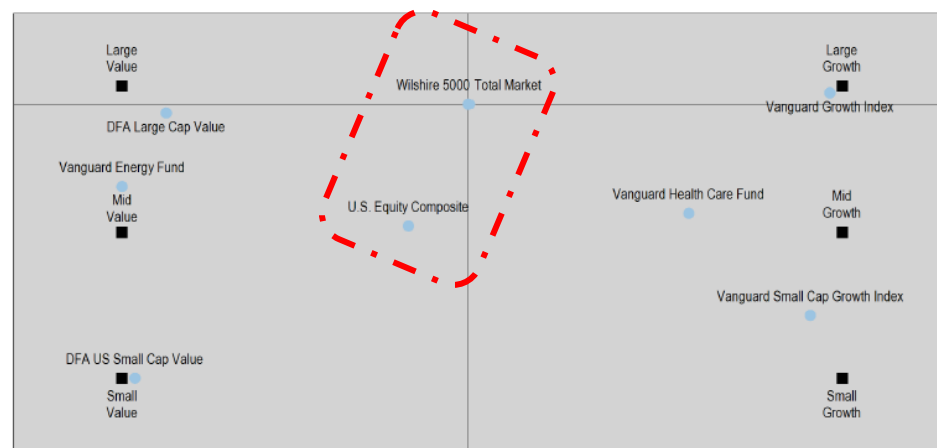 Large
Value
Large
Growth
Wilshire 5000 Total Market
Vanguard Growth Index
DFA Large Cap Value
Vanguard Energy Fund
Mid
Value
U.S. Equity Composite
Vanguard Health Care Fund
Mid
Growth
Vanguard Small Cap Growth Index
DFA US Small Cap Value
Small
Value
Small
Growth